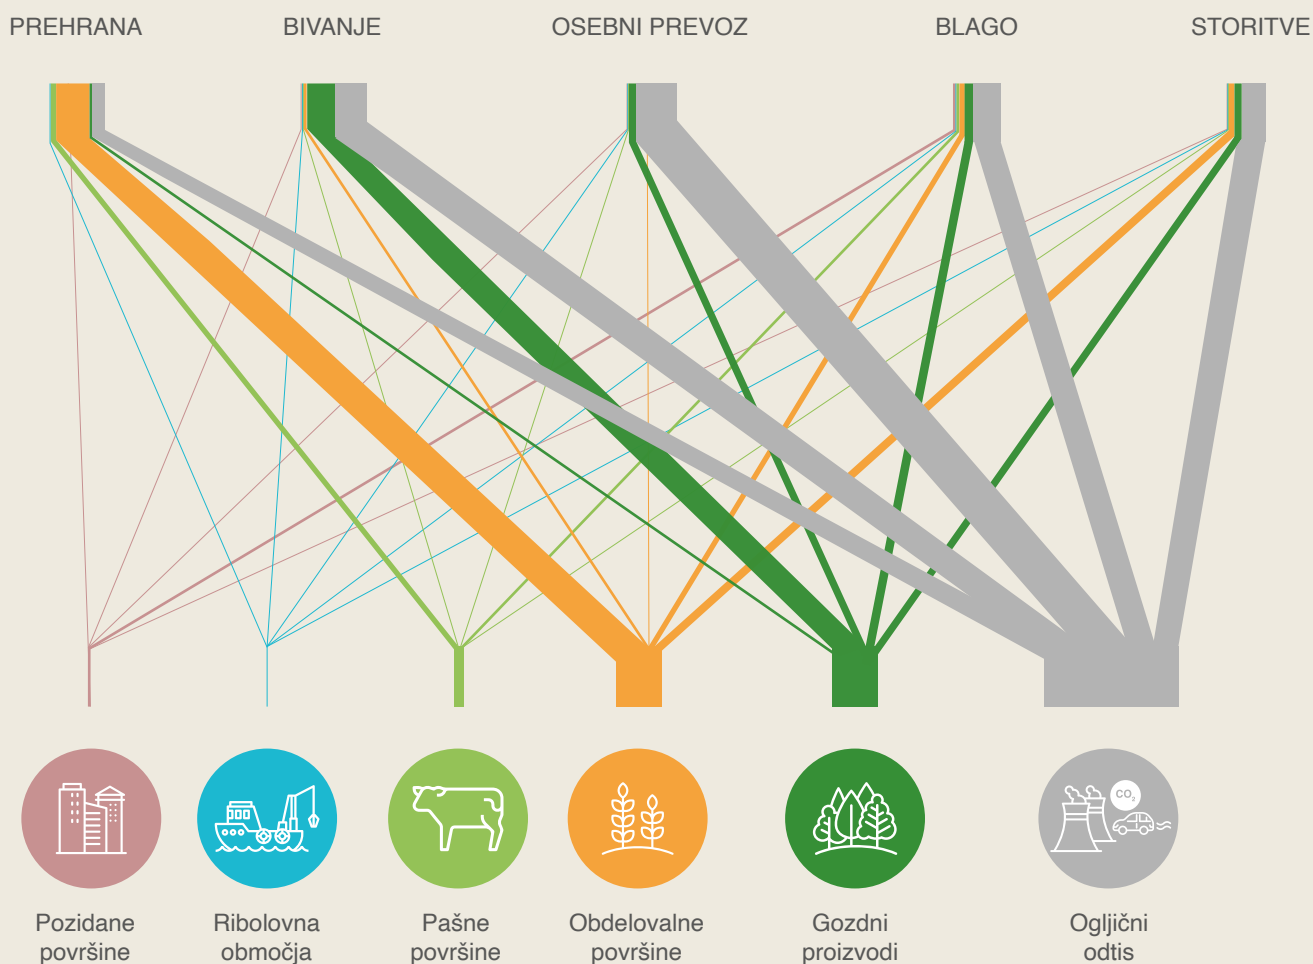 PREHRANA
BIVANJE
OSEBNI PREVOZ
BLAGO
STORITVE
CO₂
Pozidane
površine
Ribolovna
območja
Pašne
površine
Obdelovalne
površine
Gozdni
proizvodi
Ogljični
odtis